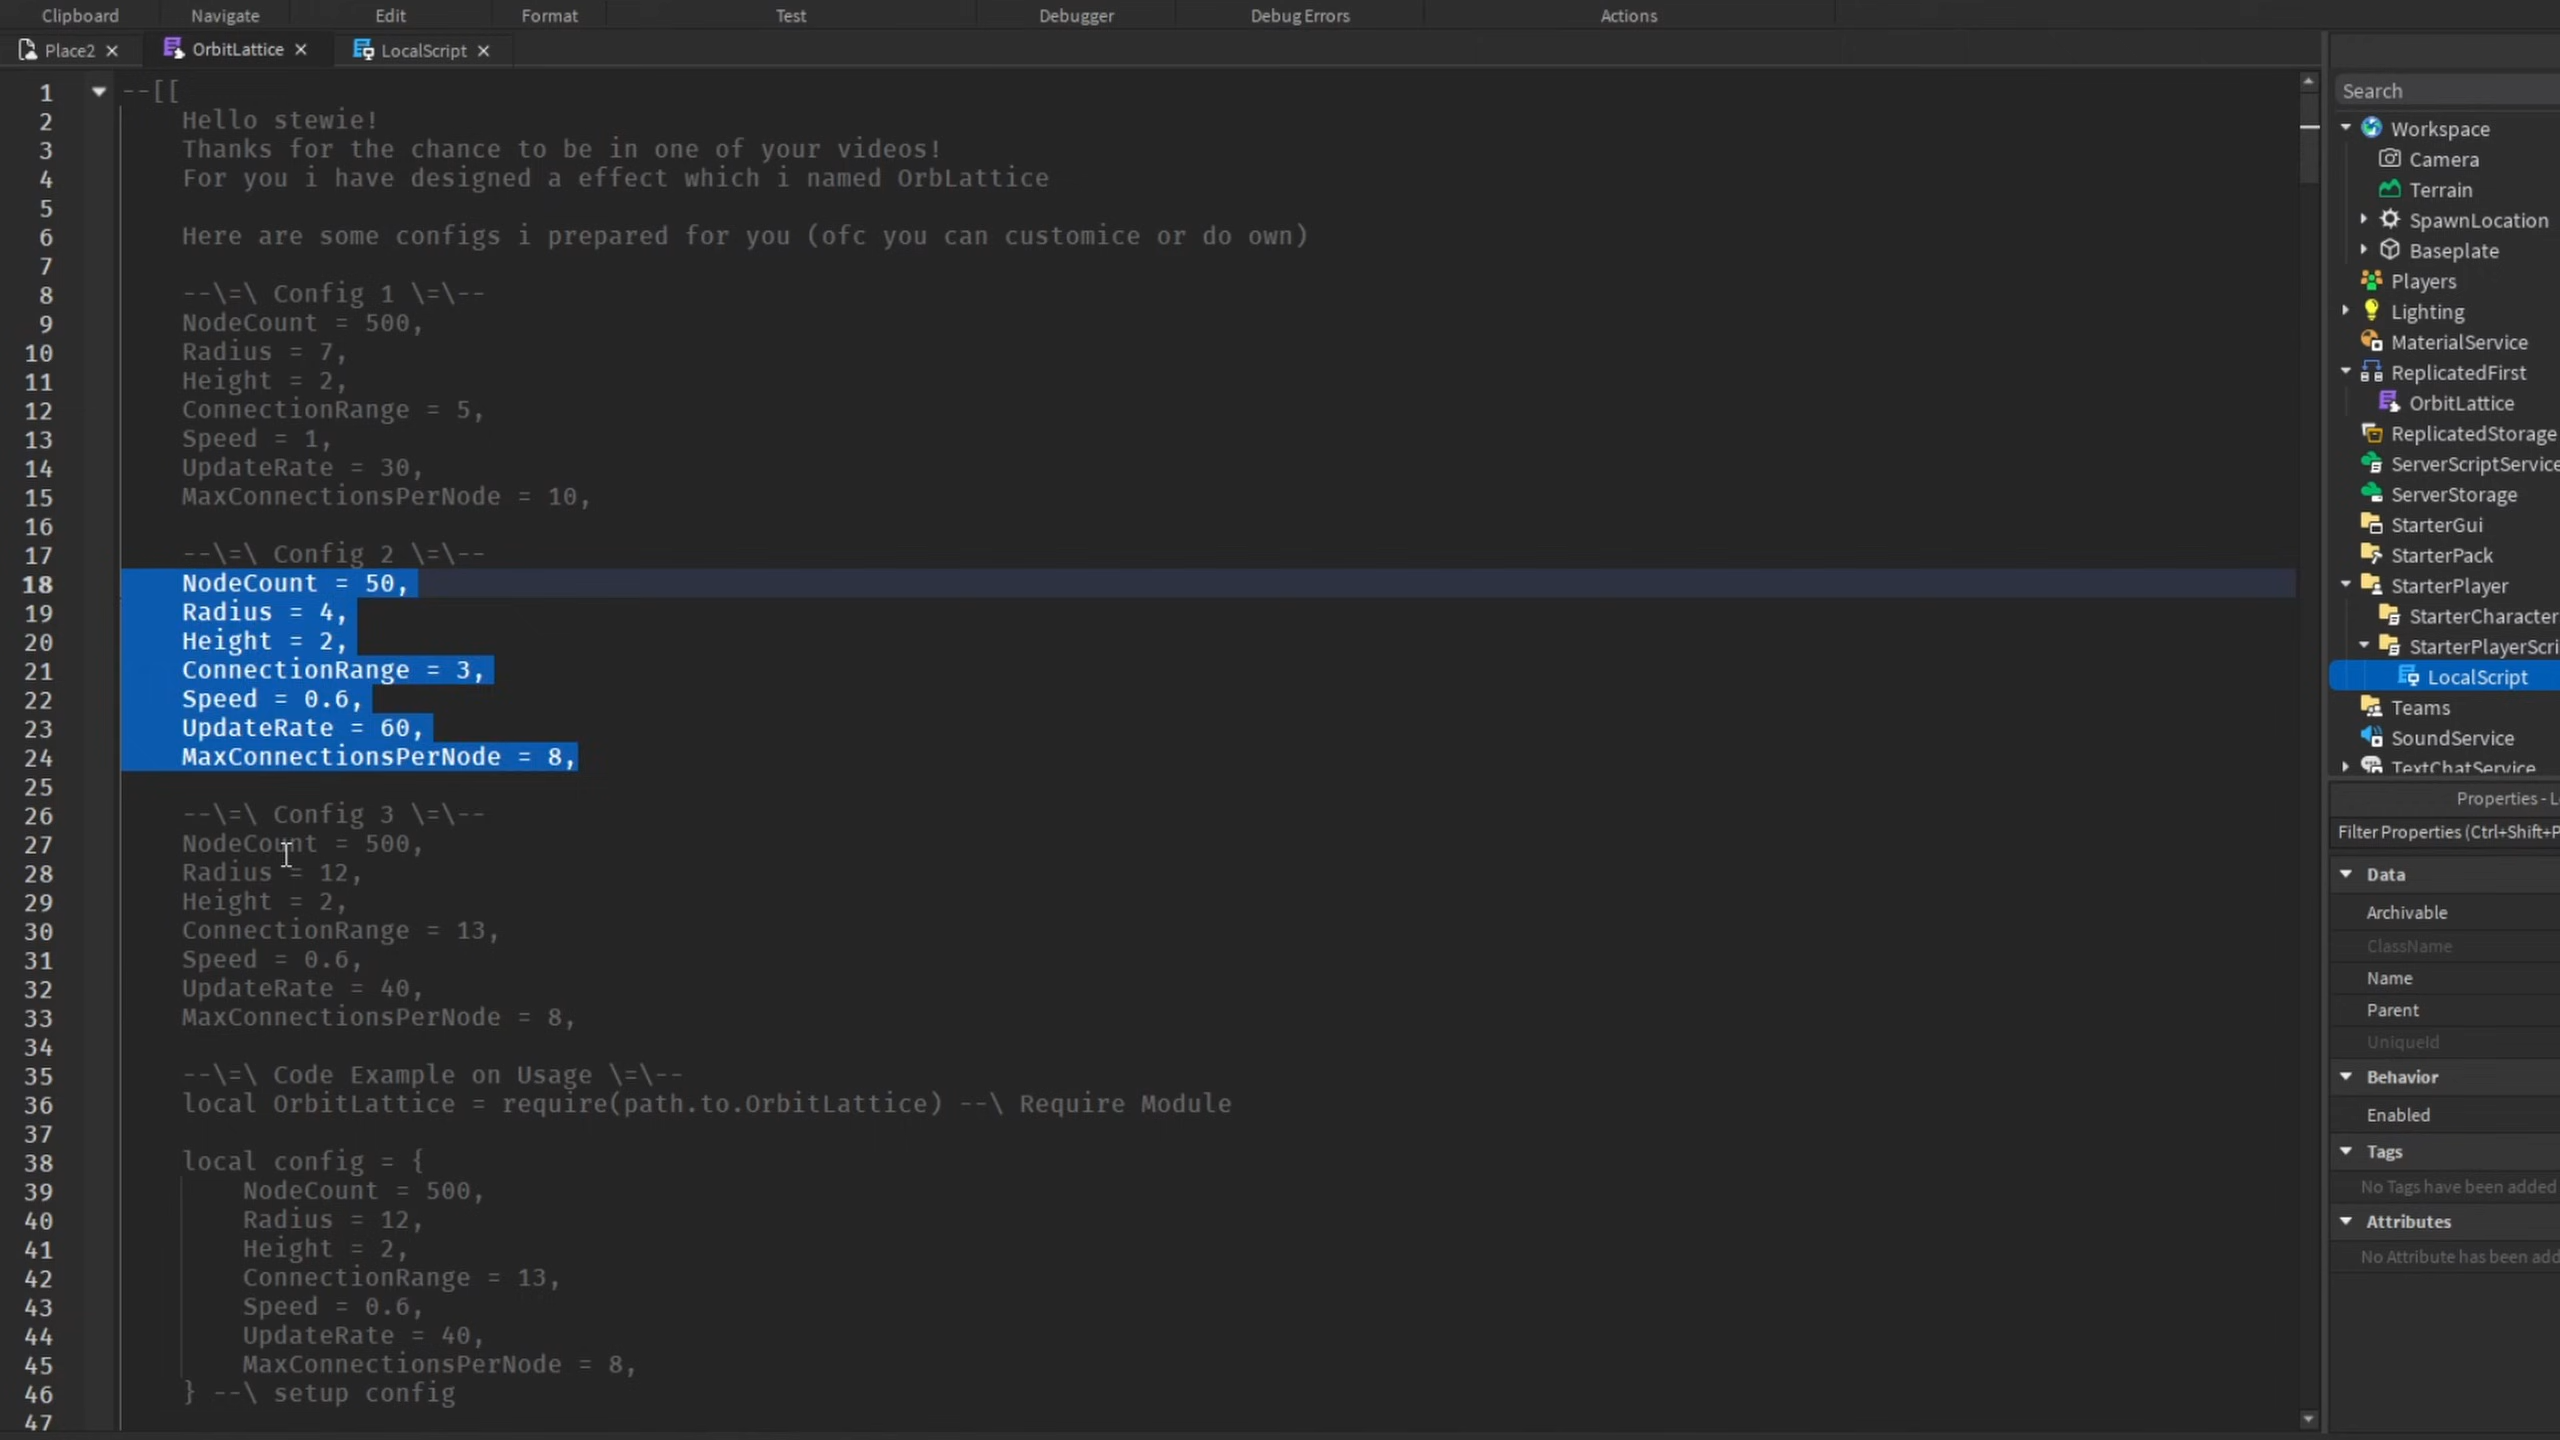 Clipboard Navigate Edit Format Test Debugger Debug Errors Actions
Place2 OrbitLattice LocalScript
1 --[[
2 Hello stewie!
3 Thanks for the chance to be in one of your videos!
4 For you i have designed a effect which i named OrbLattice
5
6 Here are some configs i prepared for you (ofc you can customice or do own)
7
8 --\=\ Config 1 \=\--
9 NodeCount = 500,
10 Radius = 7,
11 Height = 2,
12 ConnectionRange = 5,
13 Speed = 1,
14 UpdateRate = 30,
15 MaxConnectionsPerNode = 10,
16
17 --\=\ Config 2 \=\--
18 NodeCount = 50,
19 Radius = 4,
20 Height = 2,
21 ConnectionRange = 3,
22 Speed = 0.6,
23 UpdateRate = 60,
24 MaxConnectionsPerNode = 8,
25
26 --\=\ Config 3 \=\--
27 NodeCount = 500,
28 Radius = 12,
29 Height = 2,
30 ConnectionRange = 13,
31 Speed = 0.6,
32 UpdateRate = 40,
33 MaxConnectionsPerNode = 8,
34
35 --\=\ Code Example on Usage \=\--
36 local OrbitLattice = require(path.to.OrbitLattice) --\ Require Module
37
38 local config = {
39 NodeCount = 500,
40 Radius = 12,
41 Height = 2,
42 ConnectionRange = 13,
43 Speed = 0.6,
44 UpdateRate = 40,
45 MaxConnectionsPerNode = 8,
46 } --\ setup config
47
Search
Workspace
Camera
Terrain
SpawnLocation
Baseplate
Players
Lighting
MaterialService
ReplicatedFirst
OrbitLattice
ReplicatedStorage
ServerScriptService
ServerStorage
StarterGui
StarterPack
StarterPlayer
StarterCharacter
StarterPlayerScri
LocalScript
Teams
SoundService
TextChatService
Properties - L
Filter Properties (Ctrl+Shift+P
Data
Archivable
ClassName
Name
Parent
UniqueId
Behavior
Enabled
Tags
No Tags have been added
Attributes
No Attribute has been add